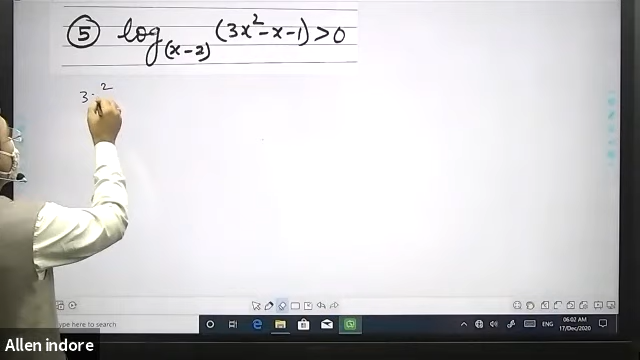 ⑤ log₍ₓ₋₂₎ (3x² - x - 1) > 0
3. 2
type here to search
ENG
06:02 AM
17/Dec/2020
Allen indore